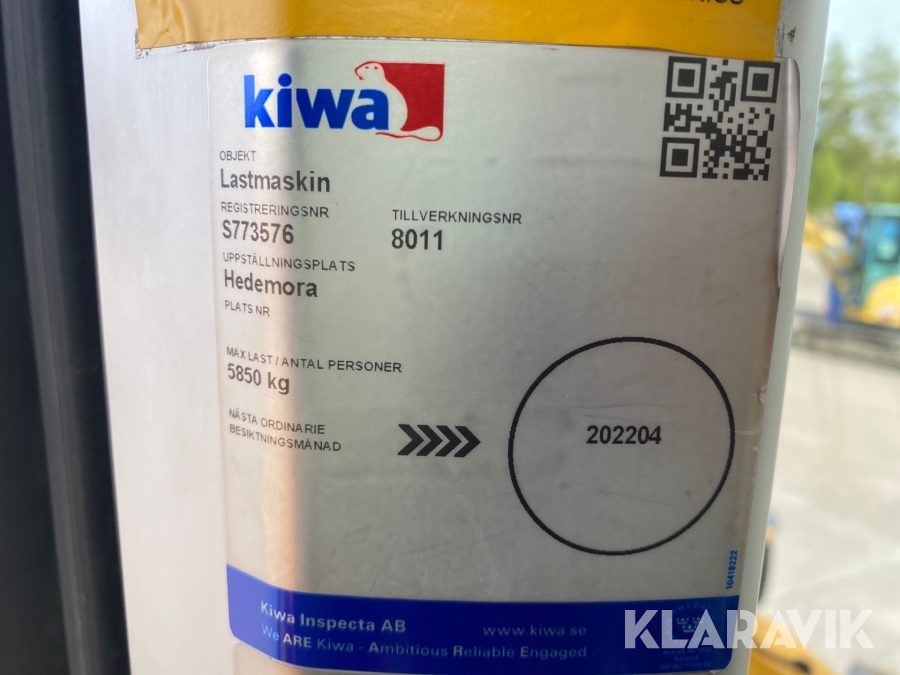 kiwa
OBJEKT
Lastmaskin
REGISTRERINGSNR
S773576
TILLVERKNINGSNR
8011
UPPSTÄLLNINGSPLATS
Hedemora
PLATS NR
MAX LAST / ANTAL PERSONER
5850 kg
NÄSTA ORDINARIE
BESIKTNINGSMÅNAD
202204
10418222
Kiwa Inspecta AB
www.kiwa.se
We ARE Kiwa - Ambitious Reliable Engaged -
KLARAVIK